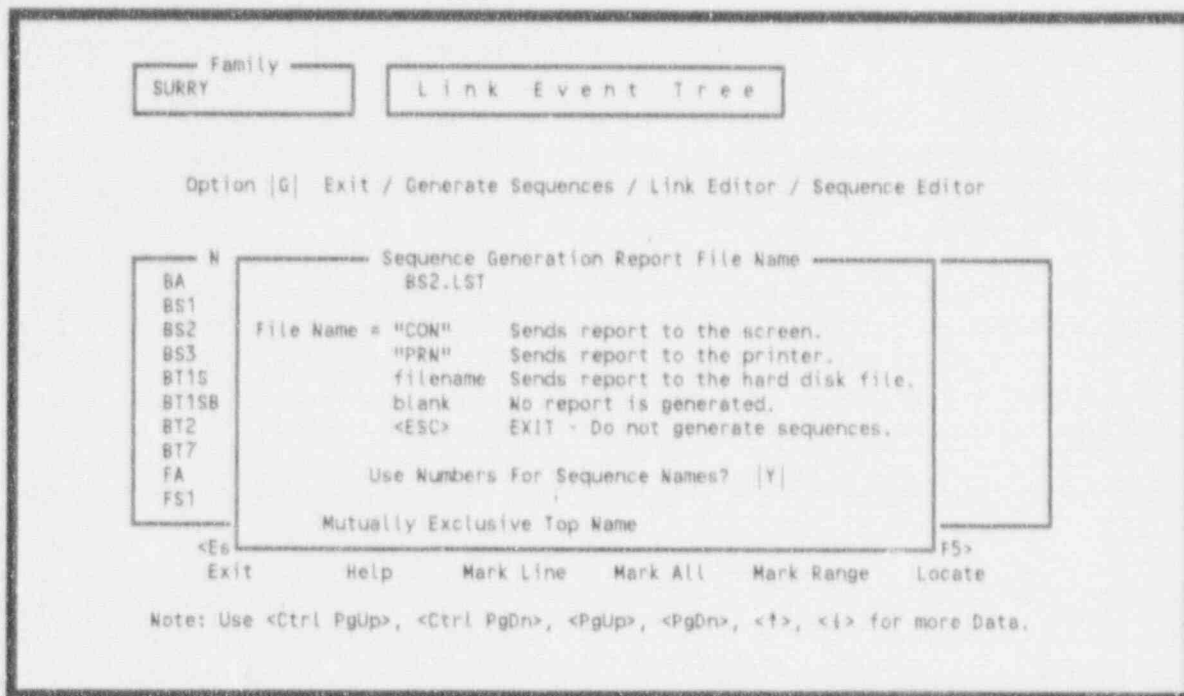 Family
SURRY
Link Event Tree
Option |G| Exit / Generate Sequences / Link Editor / Sequence Editor
N Sequence Generation Report File Name
BA BS2.LST
BS1
BS2 File Name = "CON" Sends report to the screen.
BS3 "PRN" Sends report to the printer.
BT1S filename Sends report to the hard disk file.
BT1SB blank No report is generated.
BT2 <ESC> EXIT - Do not generate sequences.
BT7
FA Use Numbers For Sequence Names? |Y|
FS1
Mutually Exclusive Top Name
<Es F5>
Exit Help Mark Line Mark All Mark Range Locate
Note: Use <Ctrl PgUp>, <Ctrl PgDn>, <PgUp>, <PgDn>, <↑>, <↓> for more Data.